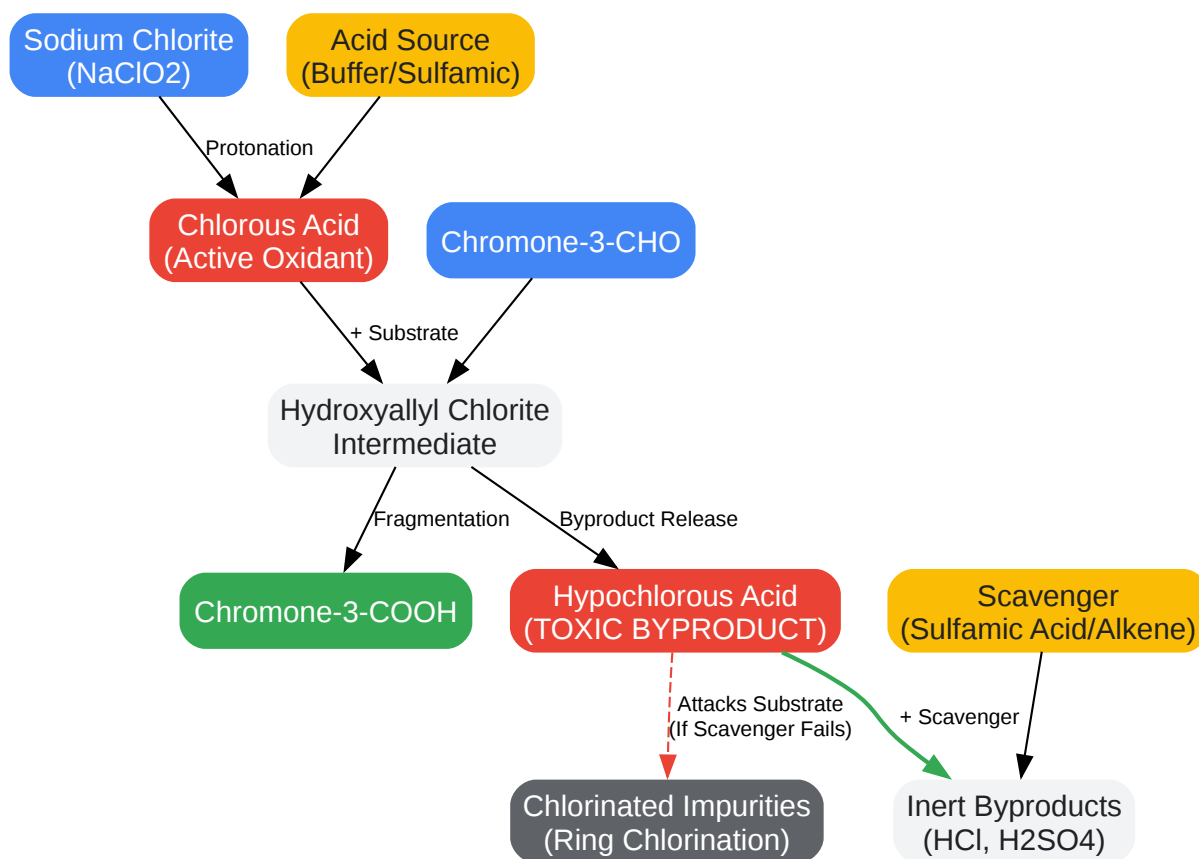 Sodium Chlorite
(NaClO2)
Acid Source
(Buffer/Sulfamic)
Protonation
Chlorous Acid
(Active Oxidant)
Chromone-3-CHO
+ Substrate
Hydroxyallyl Chlorite
Intermediate
Fragmentation
Byproduct Release
Chromone-3-COOH
Hypochlorous Acid
(TOXIC BYPRODUCT)
Scavenger
(Sulfamic Acid/Alkene)
Attacks Substrate
(If Scavenger Fails)
+ Scavenger
Chlorinated Impurities
(Ring Chlorination)
Inert Byproducts
(HCl, H2SO4)